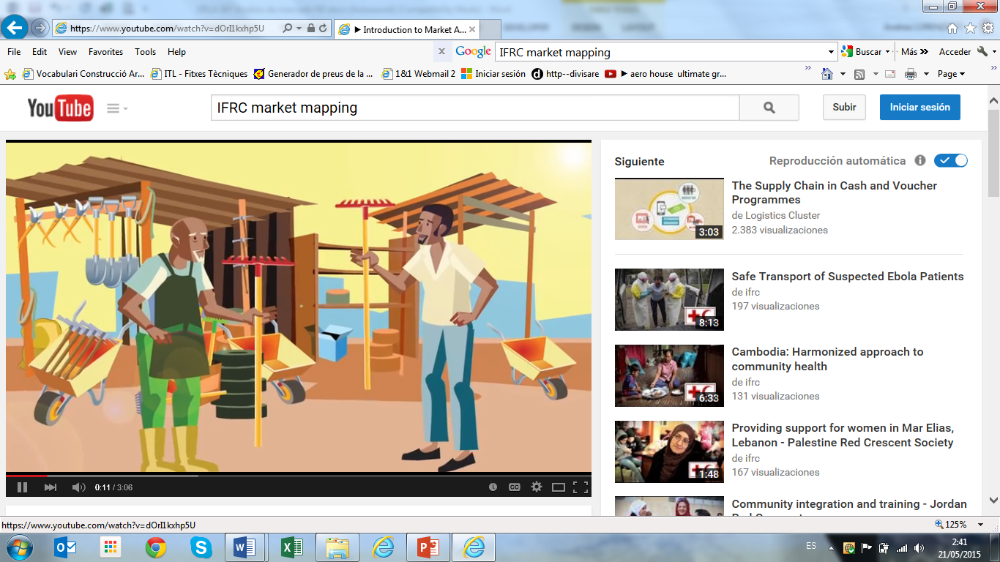 https://www.youtube.com/watch?v=dOrI1kxhp5U
► Introduction to Market A...
File Edit View Favorites Tools Help
x Google IFRC market mapping Buscar Más » Acceder
Vocabulari Construcció Ar... ITL - Fitxes Tècniques Generador de preus de la ... 1&1 Webmail 2 Iniciar sesión http--divisare ► aero house ultimate gr... Page
YouTube IFRC market mapping Subir Iniciar sesión
Siguiente Reproducción automática
The Supply Chain in Cash and Voucher
Programmes
de Logistics Cluster
2.383 visualizaciones
3:03
Safe Transport of Suspected Ebola Patients
de ifrc
197 visualizaciones
8:13
Cambodia: Harmonized approach to
community health
de ifrc
131 visualizaciones
6:33
Providing support for women in Mar Elias,
Lebanon - Palestine Red Crescent Society
de ifrc
167 visualizaciones
1:48
Community integration and training - Jordan
0:11 / 3:06 CC
https://www.youtube.com/watch?v=dOrI1kxhp5U
125%
ES 2:41
21/05/2015